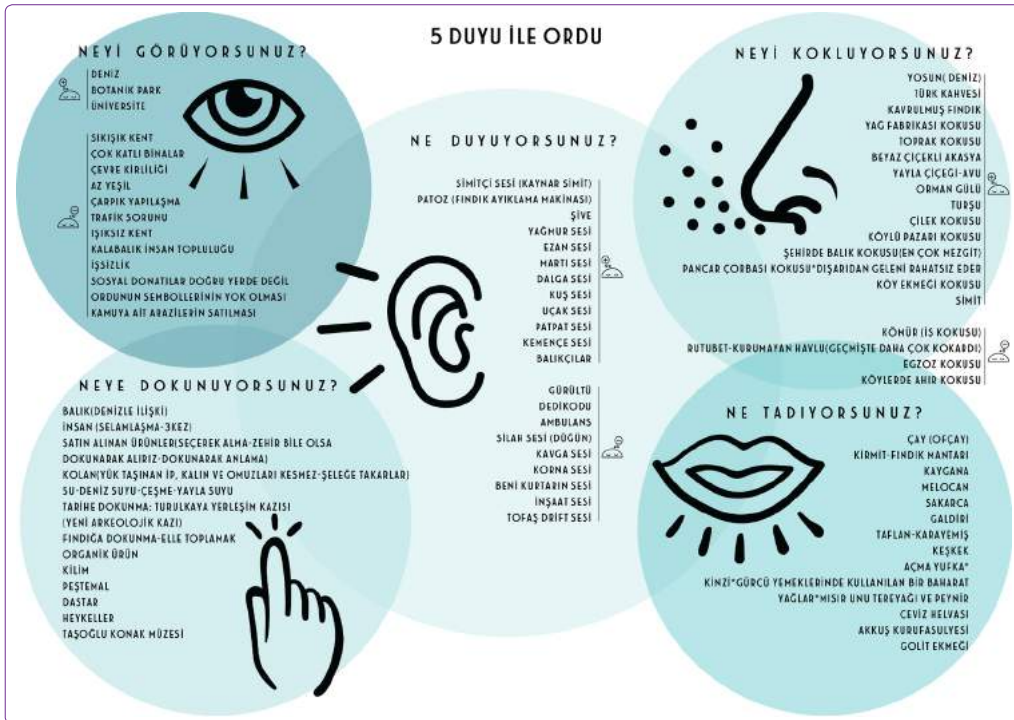 5 DUYU İLE ORDU
NEYİ GÖRÜYORSUNUZ?
DENİZ
BOTANİK PARK
ÜNİVERSİTE
SIKIŞIK KENT
ÇOK KATLI BİNALAR
ÇEVRE KİRLİLİĞİ
AZ YEŞİL
ÇARPIK YAPILAŞMA
TRAFİK SORUNU
IŞIKSIZ KENT
KALABALIK İNSAN TOPLULUĞU
İŞSİZLİK
SOSYAL DONATILAR DOĞRU YERDE DEĞİL
ORDUNUN SEMBOLLERİNİN YOK OLMASI
KAMUYA AİT ARAZİLERİN SATILMASI
NE DUYUYORSUNUZ?
SİMİTÇİ SESİ (KAYNAR SİMİT)
PATOZ (FINDIK AYIKLAMA MAKİNASI)
ŞİVE
YAĞMUR SESİ
EZAN SESİ
MARTI SESİ
DALGA SESİ
KUŞ SESİ
UÇAK SESİ
PATPAT SESİ
KEMENÇE SESİ
BALIKÇILAR
GÜRÜLTÜ
DEDİKODU
AMBULANS
SİLAH SESİ (DÜĞÜN)
KAVGA SESİ
KORNA SESİ
BENİ KURTARIN SESİ
İNŞAAT SESİ
TOFAŞ DRİFT SESİ
NEYİ KOKLUYORSUNUZ?
YOSUN(DENİZ)
TÜRK KAHVESİ
KAVRULMUŞ FINDIK
YAĞ FABRİKASI KOKUSU
TOPRAK KOKUSU
BEYAZ ÇİÇEKLİ AKASYA
YAYLA ÇİÇEĞİ-AVU
ORMAN GÜLÜ
TURŞU
ÇİLEK KOKUSU
KÖYLÜ PAZARI KOKUSU
ŞEHİRDE BALIK KOKUSU(EN ÇOK MEZGİT)
PANCAR ÇORBASI KOKUSU*DIŞARIDAN GELENİ RAHATSIZ EDER
KÖY EKMEĞİ KOKUSU
SİMİT
KÖMÜR (İS KOKUSU)
RUTUBET-KURUMAYAN HAVLU(GEÇMİŞTE DAHA ÇOK KOKARDI)
EGZOZ KOKUSU
KÖYLERDE AHIR KOKUSU
NEYE DOKUNUYORSUNUZ?
BALIK(DENİZLE İLİŞKİ)
İNSAN (SELAMLAŞMA-3KEZ)
SATIN ALINAN ÜRÜNLER(SEÇEREK ALMA-ZEHİR BİLE OLSA
DOKUNARAK ALIRIZ-DOKUNARAK ANLAMA)
KOLAN(YÜK TAŞINAN İP, KALIN VE OMUZLARI KESMEZ-ŞELEĞE TAKARLAR)
SU-DENİZ SUYU-ÇEŞME-YAYLA SUYU
TARİHE DOKUNMA: TURULKAYA YERLEŞİM KAZISI
(YENİ ARKEOLOJİK KAZI)
FINDIĞA DOKUNMA-ELLE TOPLAMAK
ORGANİK ÜRÜN
KİLİM
PEŞTEMAL
DASTAR
HEYKELLER
TAŞOĞLU KONAK MÜZESİ
NE TADIYORSUNUZ?
ÇAY (OFÇAY)
KİRMİT-FINDIK MANTARI
KAYGANA
MELOCAN
SAKARCA
GALDİRİ
TAFLAN-KARAYEMİŞ
KEŞKEK
AÇMA YUFKA*
KİNZİ*GÜRCÜ YEMEKLERİNDE KULLANILAN BİR BAHARAT
YAĞLAŞ*MISIR UNU TEREYAĞI VE PEYNİR
CEVİZ HELVASI
AKKUŞ KURUFASULYESİ
GOLİT EKMEĞİ